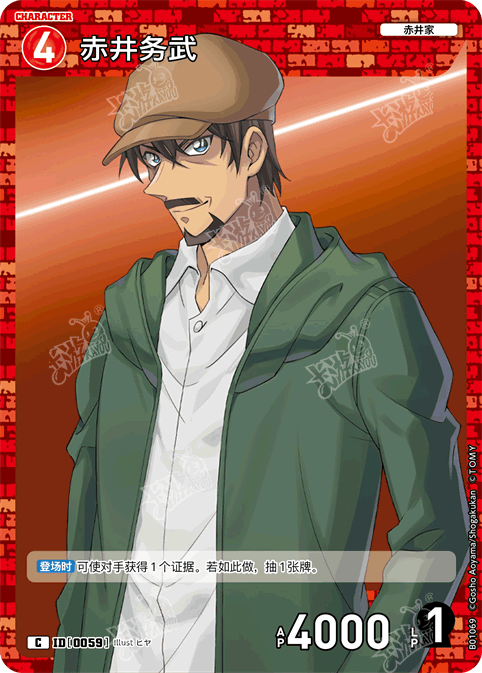 CHARACTER
4
赤井务武
赤井家
登场时 可使对手获得1个证据。若如此做，抽1张牌。
C ID[0059] Illust ヒヤ
AP 4000 LP 1
B01069 ©Gosho Aoyama/Shogakukan ©TOMY